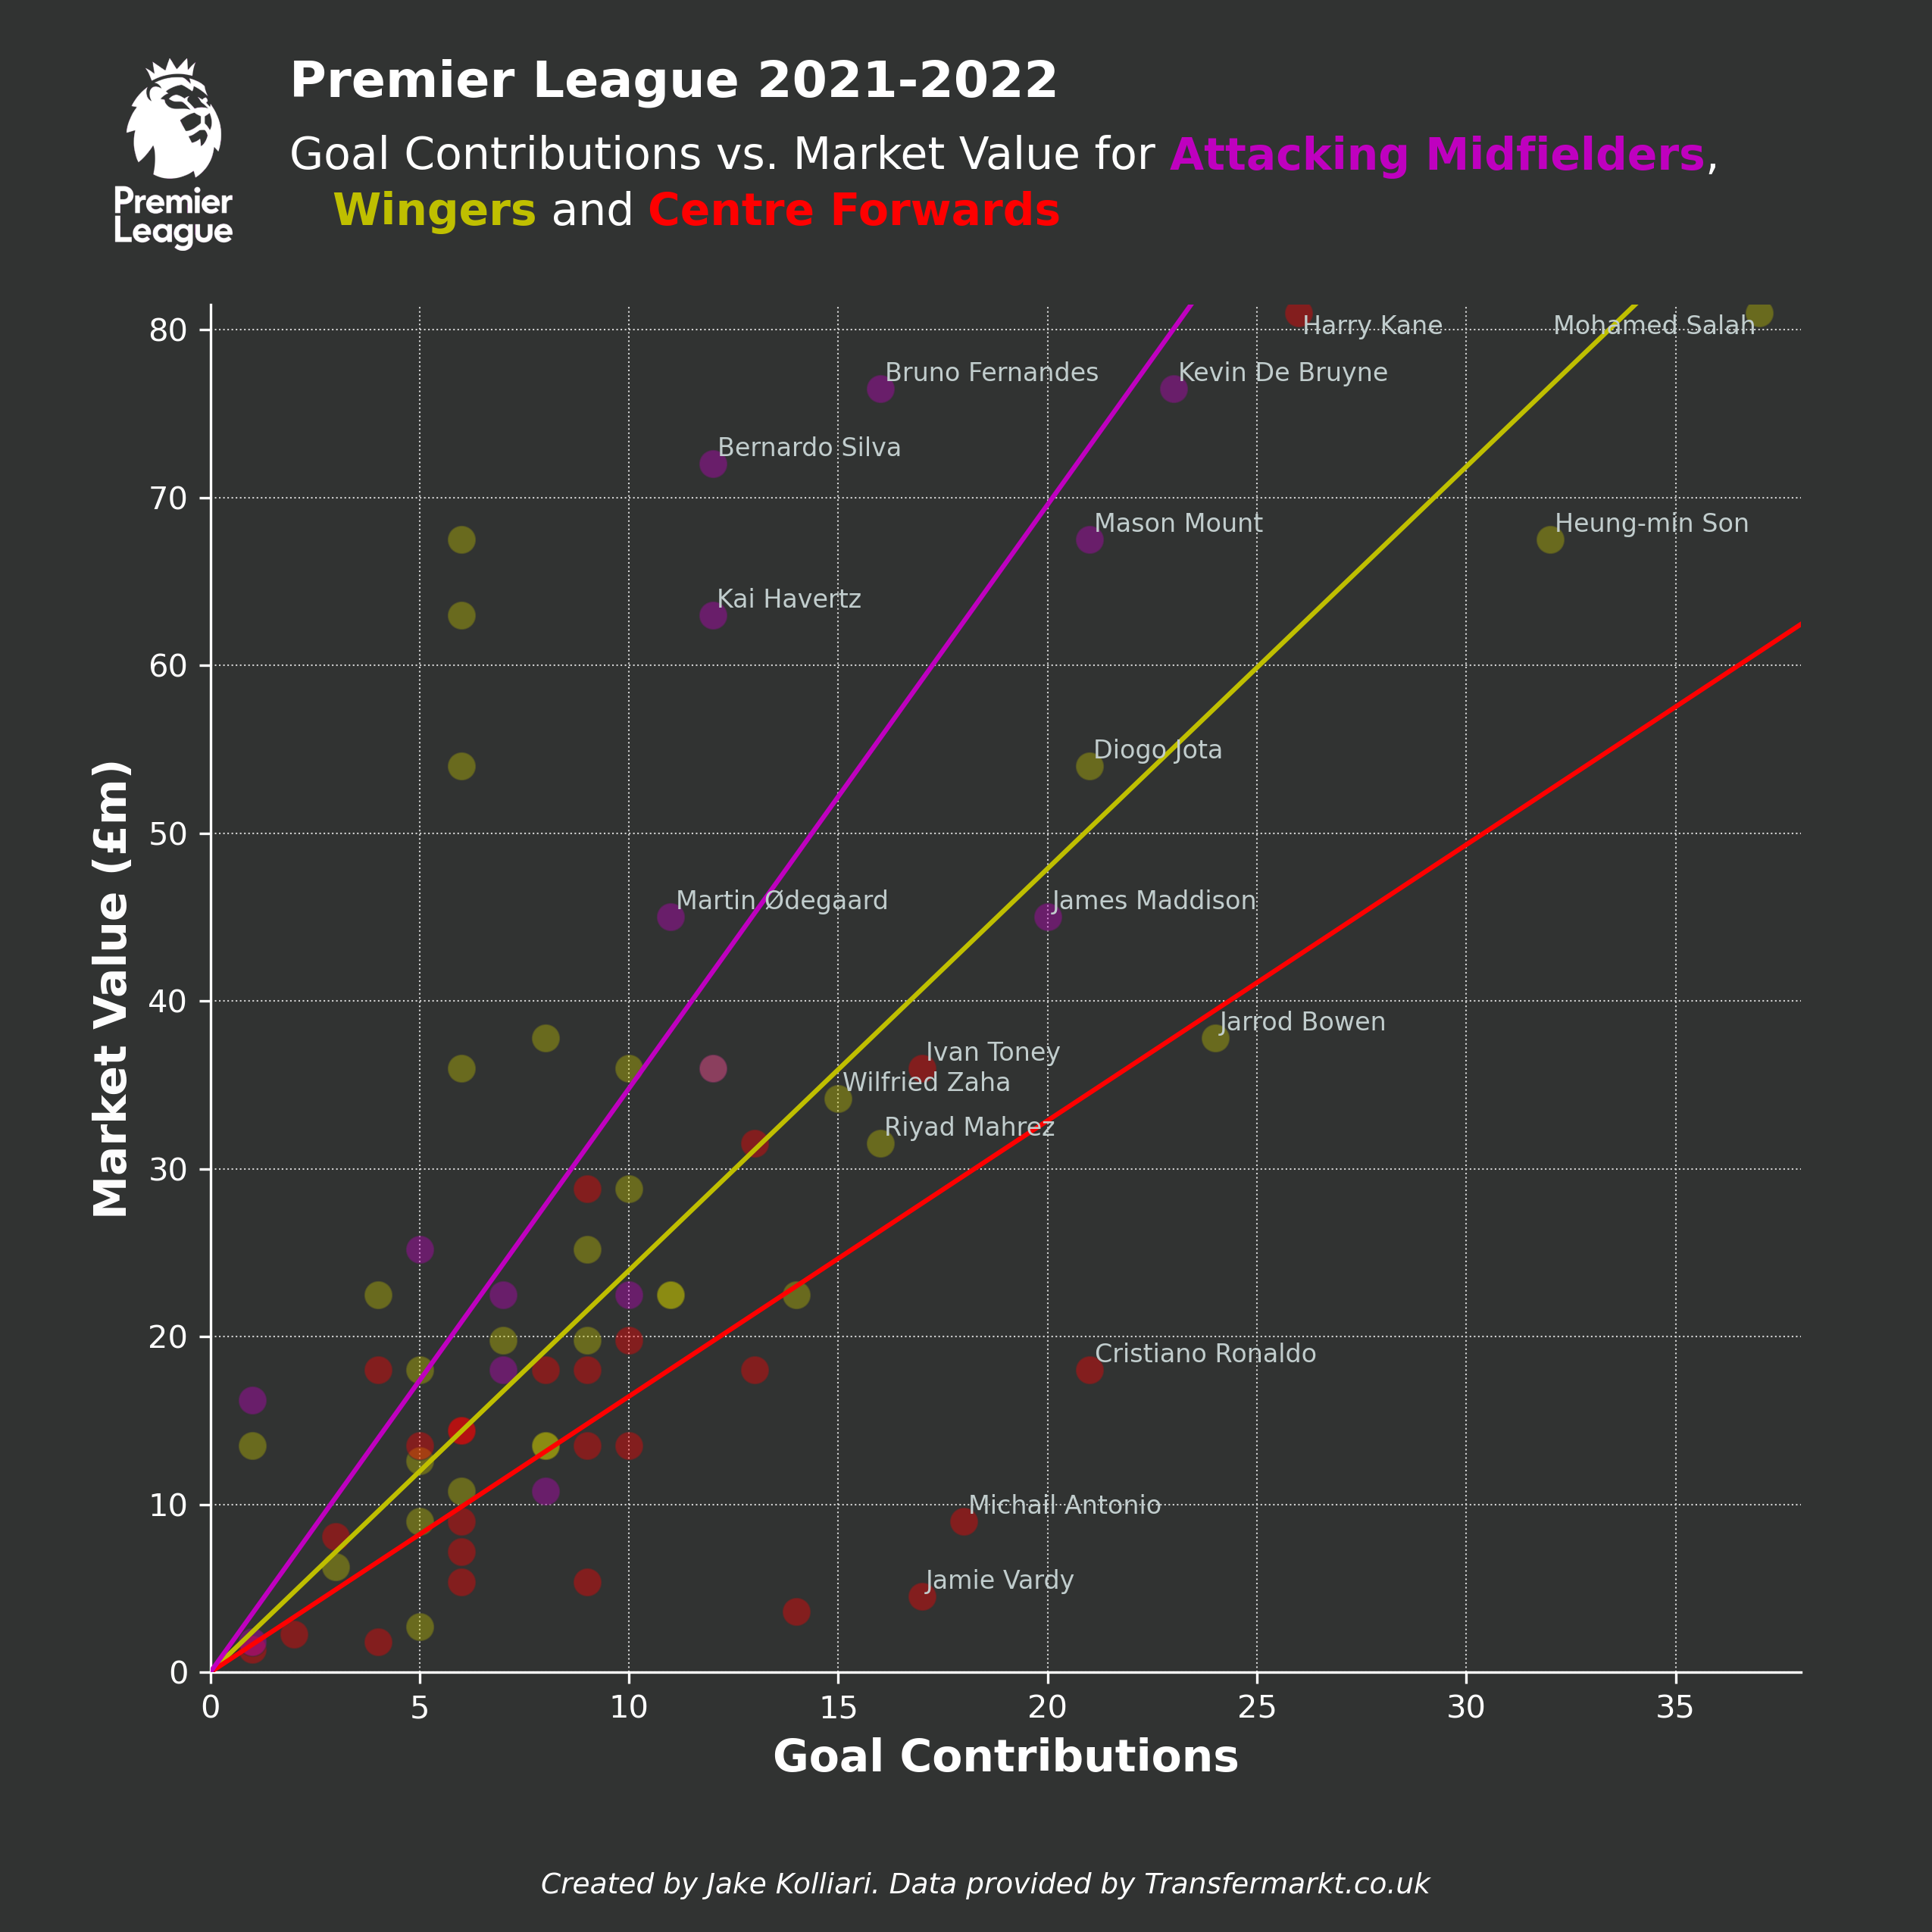 Premier League 2021-2022
Goal Contributions vs. Market Value for Attacking Midfielders,
Wingers and Centre Forwards
Premier
League
80
70
60
50
40
30
20
10
0
Market Value (£m)
Harry Kane
Mohamed Salah
Bruno Fernandes
Kevin De Bruyne
Bernardo Silva
Mason Mount
Heung-min Son
Kai Havertz
Diogo Jota
Martin Ødegaard
James Maddison
Jarrod Bowen
Ivan Toney
Wilfried Zaha
Riyad Mahrez
Cristiano Ronaldo
Michail Antonio
Jamie Vardy
0 5 10 15 20 25 30 35
Goal Contributions
Created by Jake Kolliari. Data provided by Transfermarkt.co.uk